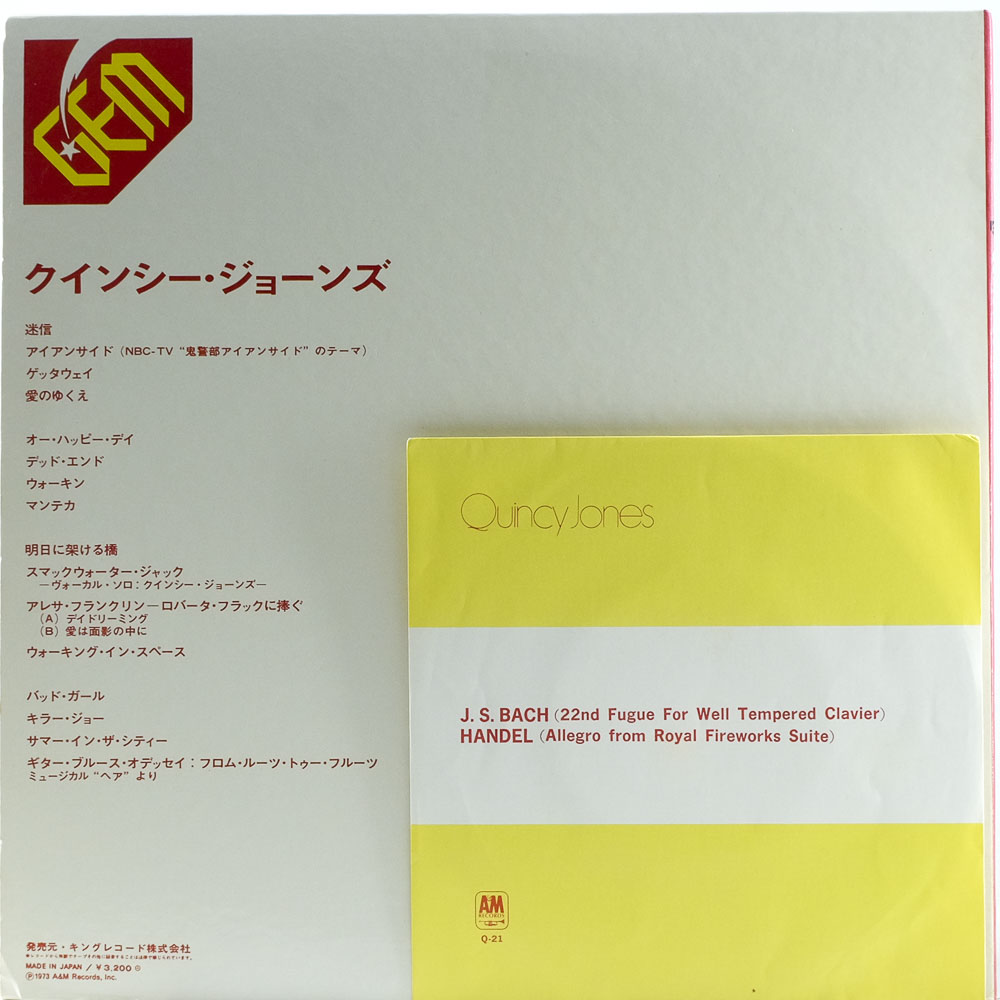 GEM
クインシー・ジョーンズ
迷信
アイアンサイド（NBC-TV “鬼警部アイアンサイド” のテーマ）
ゲッタウェイ
愛のゆくえ
オー・ハッピー・デイ
デッド・エンド
ウォーキン
マンテカ
明日に架ける橋
スマックウォーター・ジャック
―ヴォーカル・ソロ：クインシー・ジョーンズ―
アレサ・フランクリン―ロバータ・フラックに捧ぐ
（A）デイドリーミング
（B）愛は面影の中に
ウォーキング・イン・スペース
バッド・ガール
キラー・ジョー
サマー・イン・ザ・シティー
ギター・ブルース・オデッセイ：フロム・ルーツ・トゥー・フルーツ
ミュージカル “ヘア” より
発売元・キングレコード株式会社
MADE IN JAPAN / ¥3,200
Ⓟ1973 A&M Records, Inc.
Quincy Jones
J. S. BACH (22nd Fugue For Well Tempered Clavier)
HANDEL (Allegro from Royal Fireworks Suite)
A&M
RECORDS
Q-21